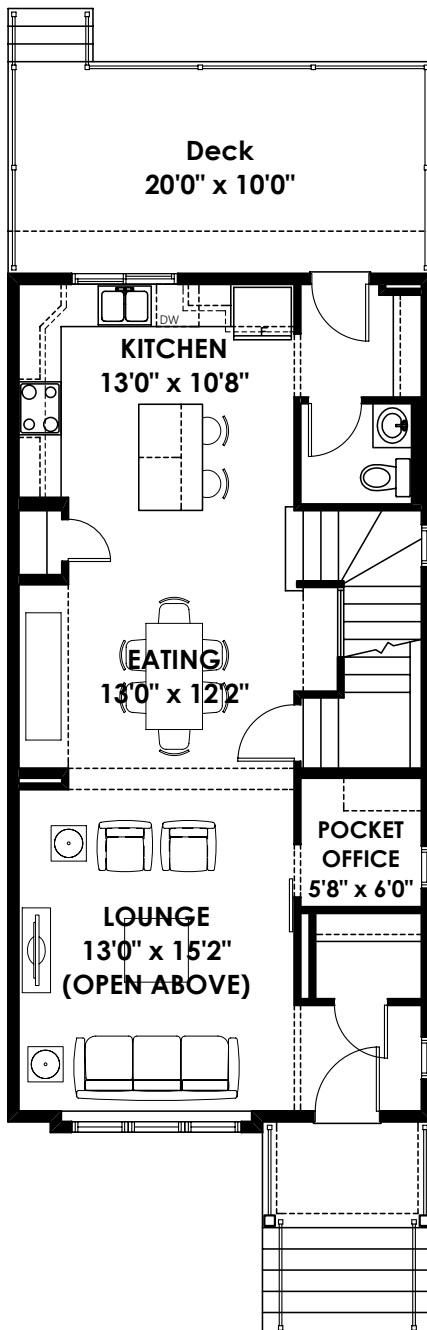 Deck
20'0" x 10'0"
DW
KITCHEN
13'0" x 10'8"
EATING
13'0" x 12'2"
POCKET
OFFICE
5'8" x 6'0"
LOUNGE
13'0" x 15'2"
(OPEN ABOVE)